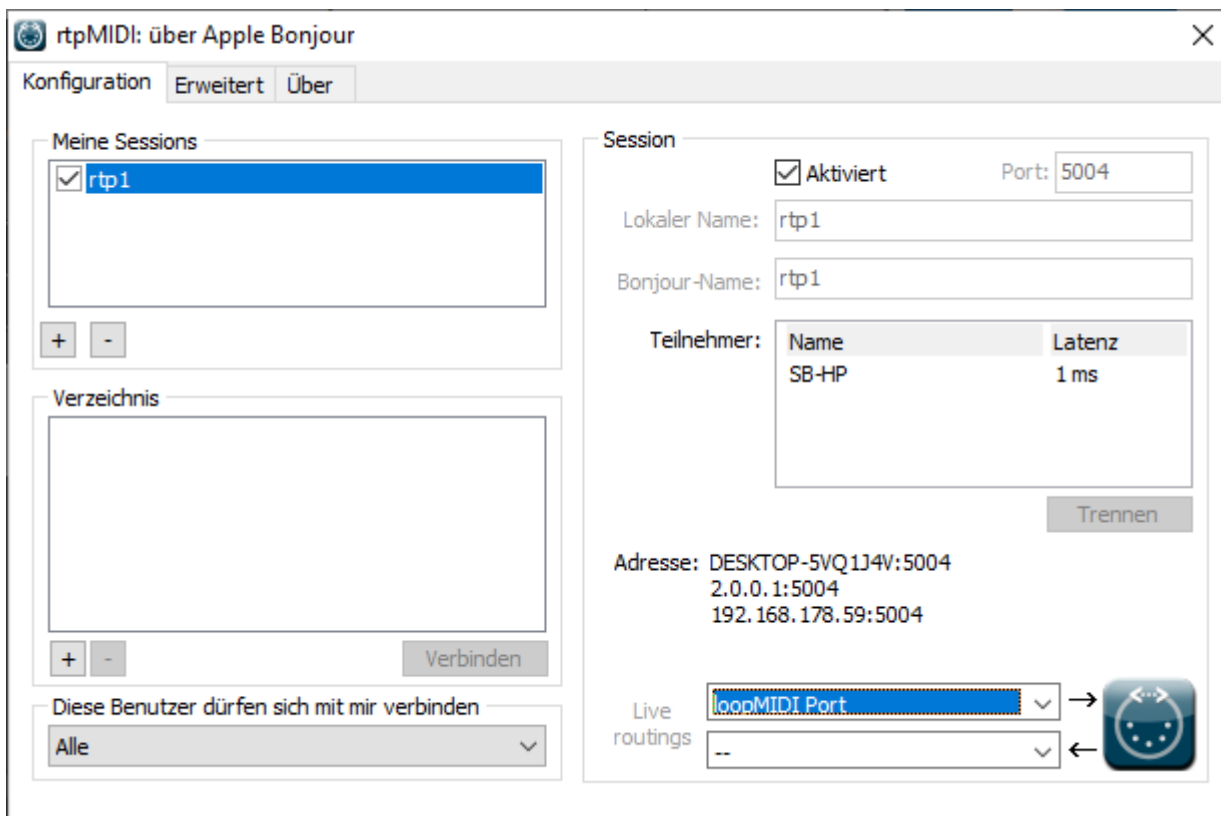 rtpMIDI: über Apple Bonjour
Konfiguration Erweitert Über
Meine Sessions
rtp1
+ -
Verzeichnis
+ - Verbinden
Diese Benutzer dürfen sich mit mir verbinden
Alle
Session
Aktiviert Port: 5004
Lokaler Name: rtp1
Bonjour-Name: rtp1
Teilnehmer: Name Latenz
SB-HP 1 ms
Trennen
Adresse: DESKTOP-5VQ1J4V:5004
2.0.0.1:5004
192.168.178.59:5004
Live routings
loopMIDI Port →
-- ←